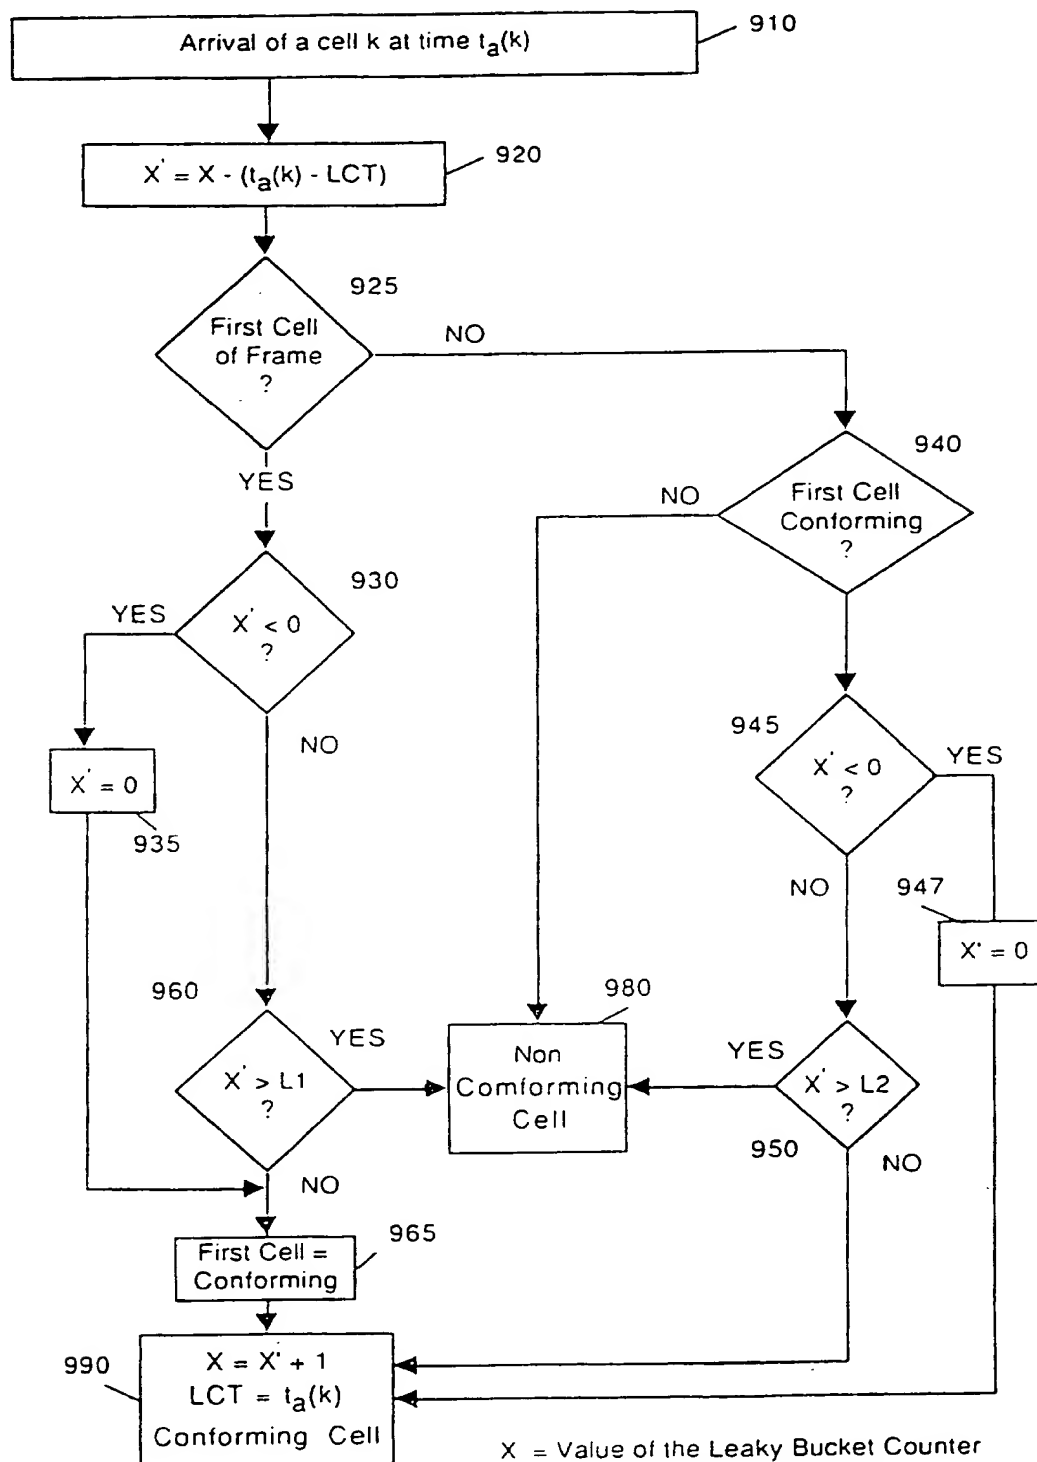 Arrival of a cell k at time ta(k)
910
X' = X - (ta(k) - LCT)
920
925
First Cell
of Frame
?
NO
YES
940
First Cell
Conforming
?
NO
930
X' < 0
?
YES
NO
945
X' < 0
?
YES
NO
X' = 0
935
947
X' = 0
960
X' > L1
?
YES
NO
980
Non
Comforming
Cell
YES
X' > L2
?
950
NO
965
First Cell =
Conforming
990
X = X' + 1
LCT = ta(k)
Conforming Cell
X = Value of the Leaky Bucket Counter